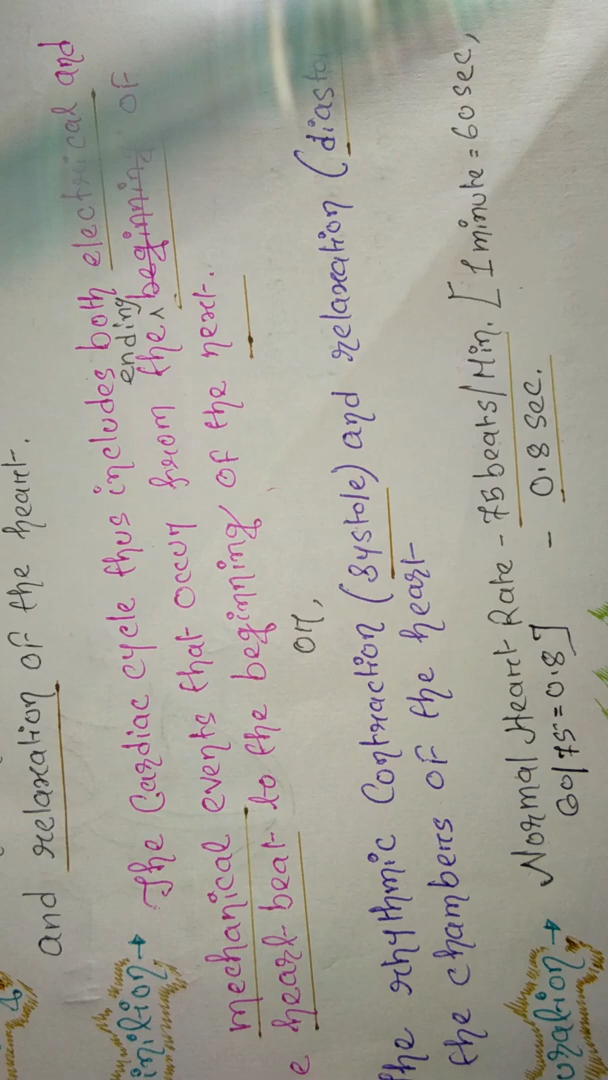 and relaxation of the heart.
inition → The Cardiac cycle thus includes both electrical and
ending
mechanical events that occur from the beginning of
e heart beat to the beginning of the next.
or,
the rhythmic Contraction (systole) and relaxation (diasto
the chambers of the heart
uration → Normal Heart Rate - 75 beats/Min. [ 1 minute = 60 sec,
60/75 = 0.8 ] - 0.8 sec.